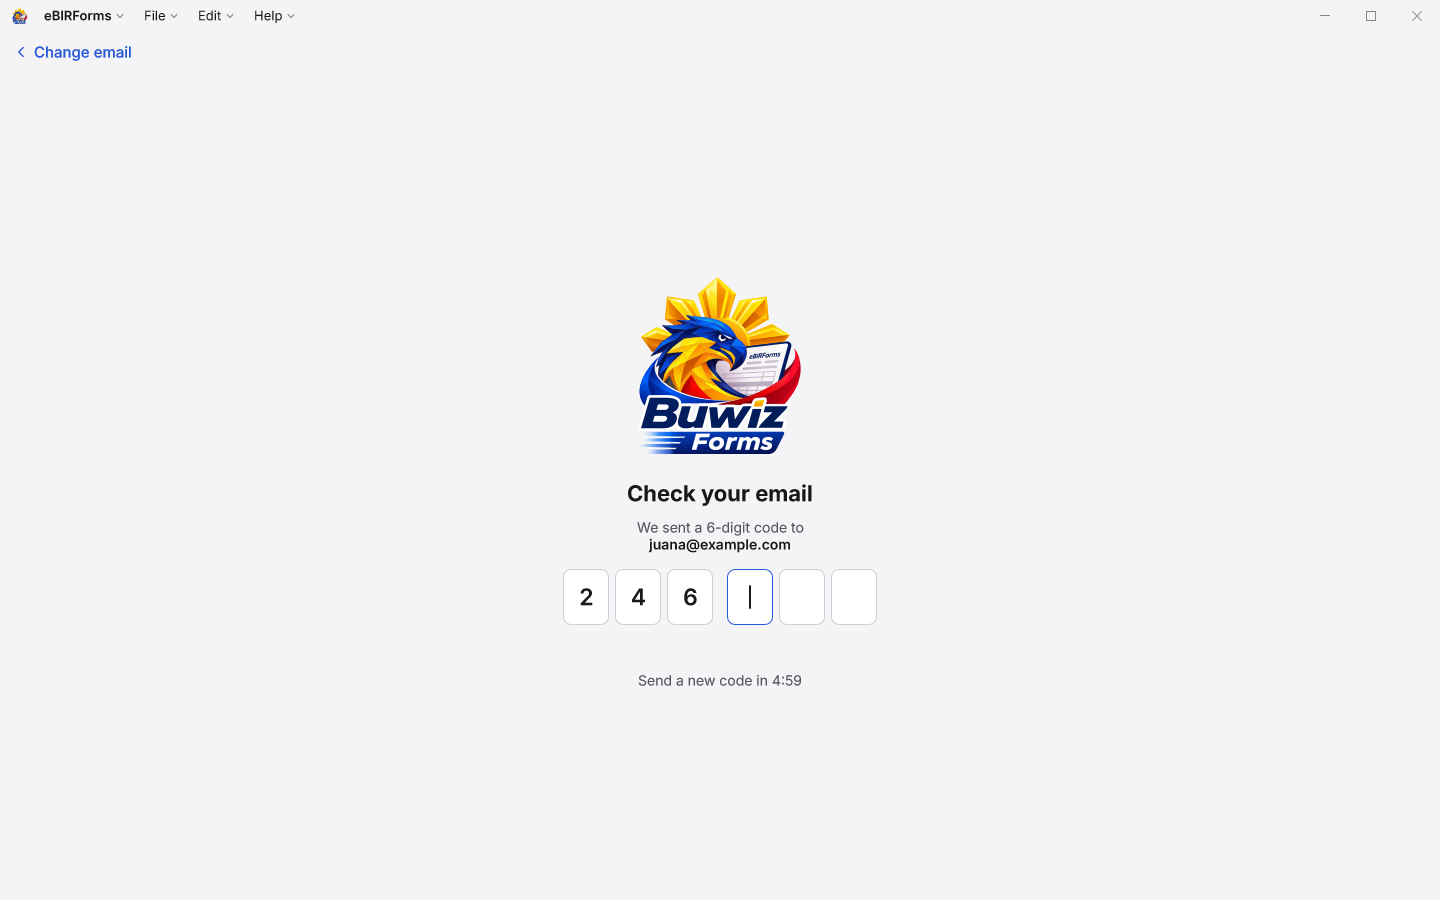 eBIRForms File Edit Help
Change email
eBIRForms
Buwiz
Forms
Check your email
We sent a 6-digit code to
juana@example.com
2 4 6
Send a new code in 4:59